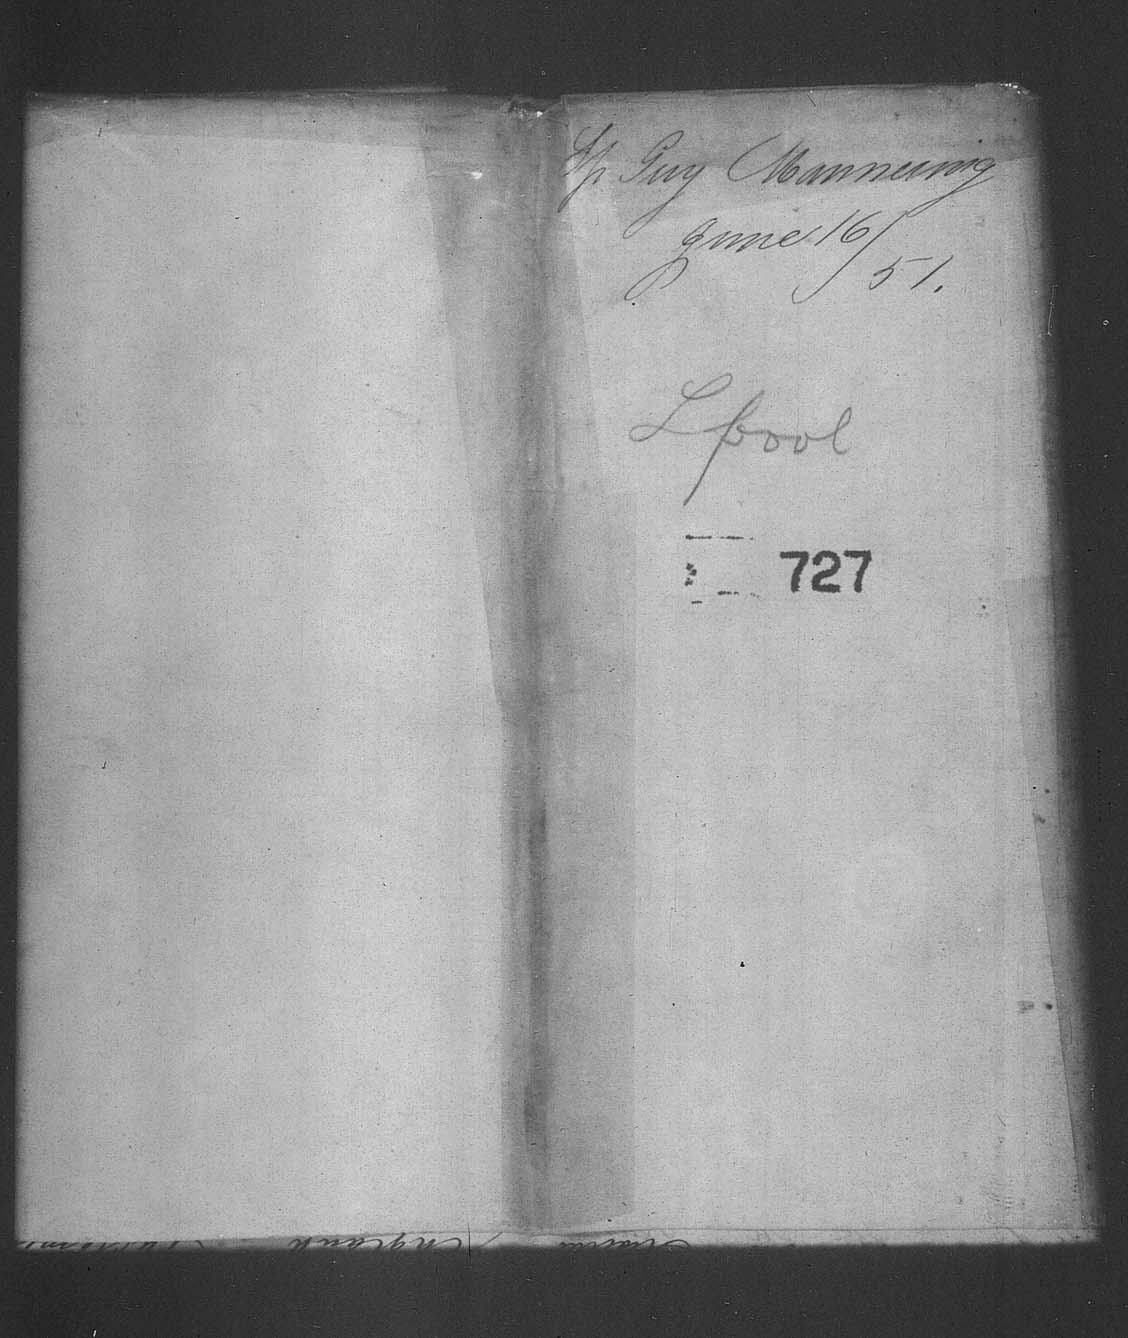 Sp Guy Mannering
June 16/
51.
Lpool
727